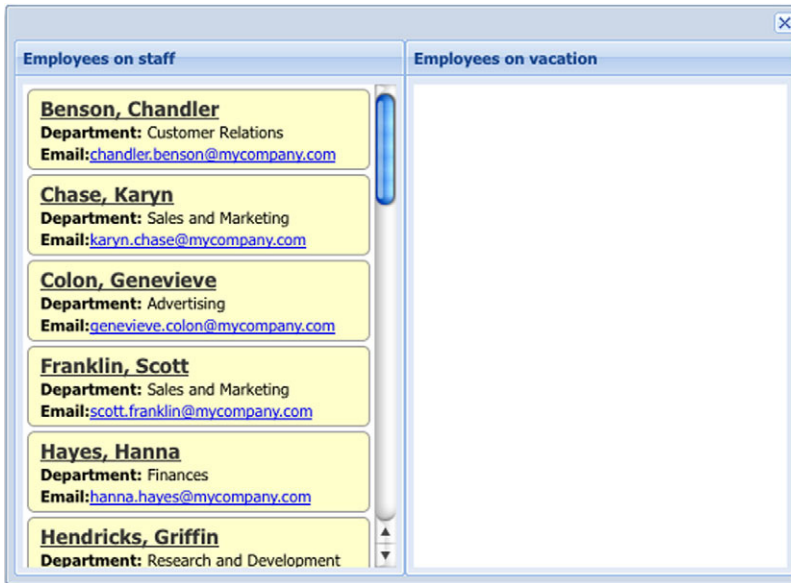 Employees on staff
Employees on vacation
Benson, Chandler
Department: Customer Relations
Email:chandler.benson@mycompany.com
Chase, Karyn
Department: Sales and Marketing
Email:karyn.chase@mycompany.com
Colon, Genevieve
Department: Advertising
Email:genevieve.colon@mycompany.com
Franklin, Scott
Department: Sales and Marketing
Email:scott.franklin@mycompany.com
Hayes, Hanna
Department: Finances
Email:hanna.hayes@mycompany.com
Hendricks, Griffin
Department: Research and Development